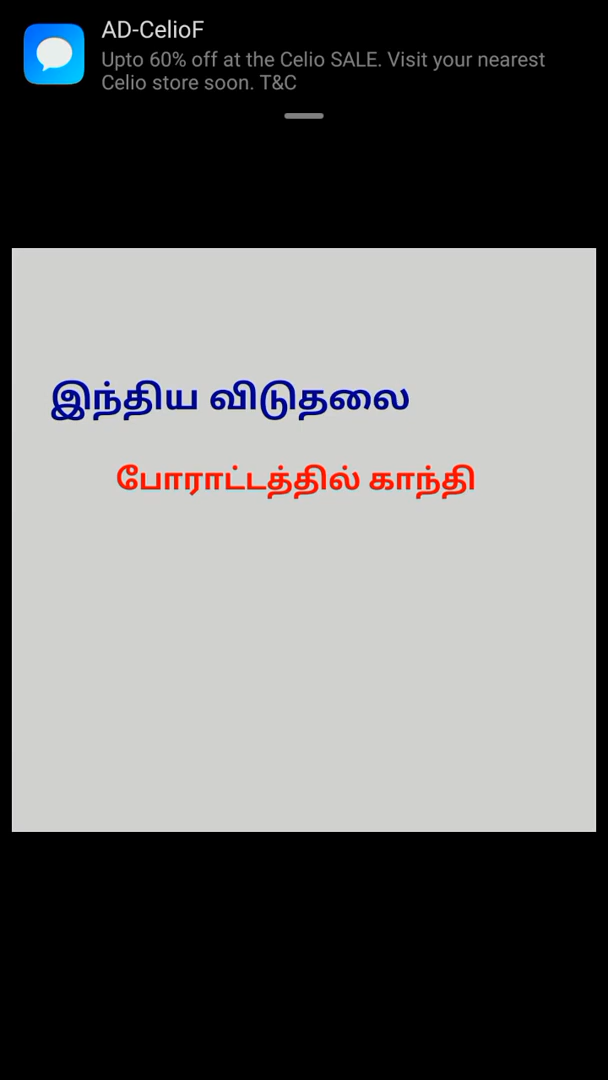 AD-CelioF
Upto 60% off at the Celio SALE. Visit your nearest
Celio store soon. T&C
இந்திய விடுதலை
போராட்டத்தில் காந்தி